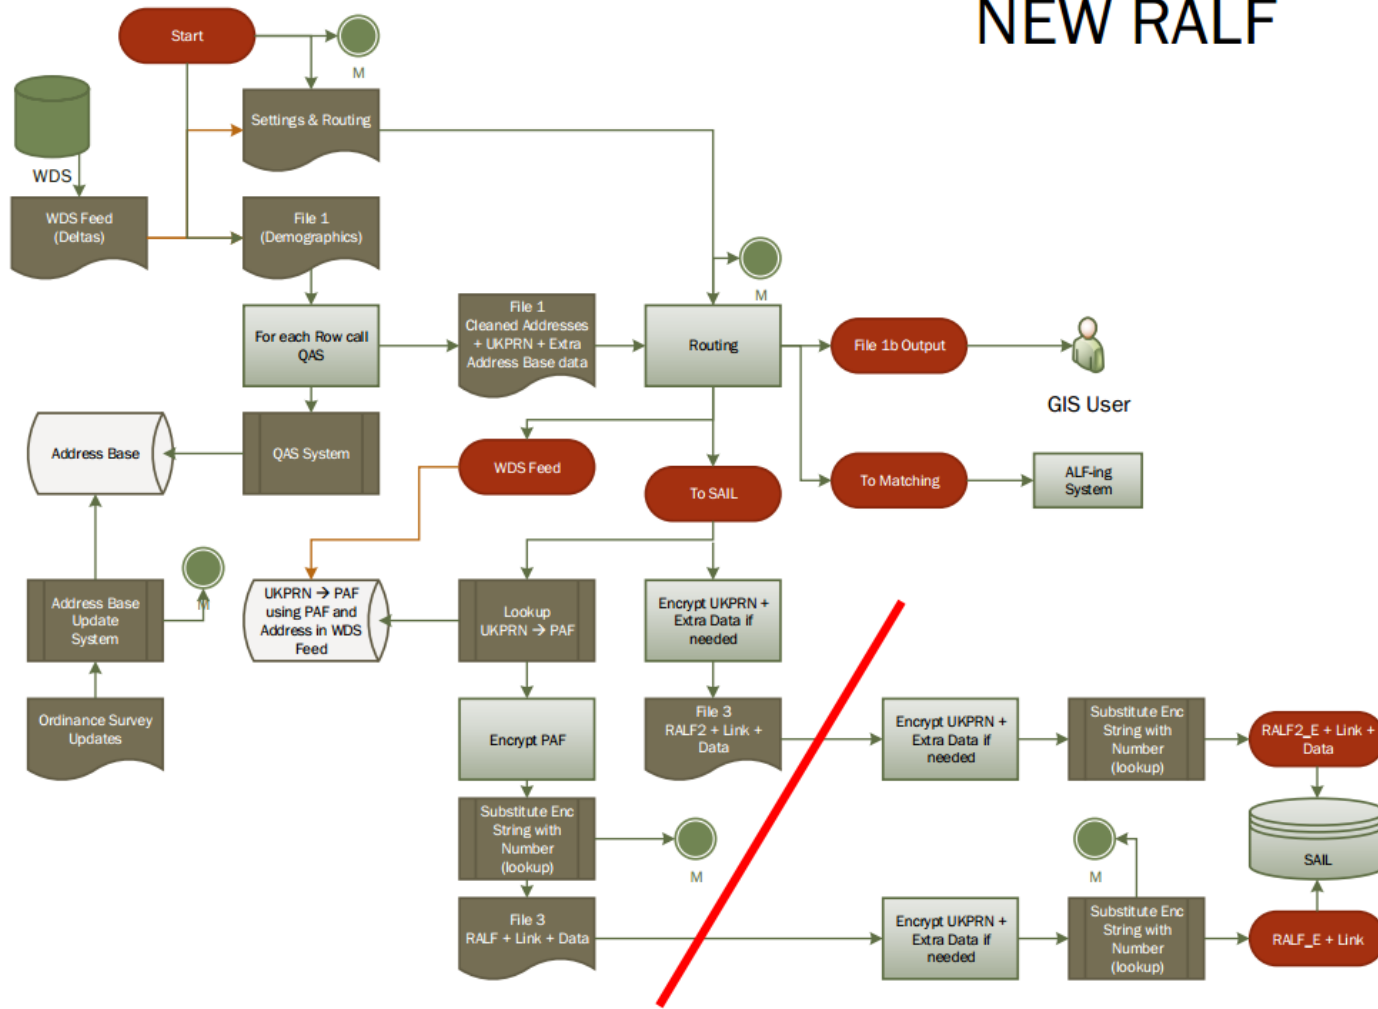 NEW RALF
Start
M
Settings & Routing
WDS
WDS Feed
(Deltas)
File 1
(Demographics)
M
For each Row call
QAS
File 1
Cleaned Addresses
+ UKPRN + Extra
Address Base data
Routing
File 1b Output
GIS User
Address Base
QAS System
WDS Feed
To SAIL
To Matching
ALF-ing
System
M
Address Base
Update
System
UKPRN → PAF
using PAF and
Address in WDS
Feed
Lookup
UKPRN → PAF
Encrypt UKPRN +
Extra Data if
needed
Ordinance Survey
Updates
Encrypt PAF
File 3
RALF2 + Link +
Data
Encrypt UKPRN +
Extra Data if
needed
Substitute Enc
String with
Number
(lookup)
RALF2_E + Link +
Data
Substitute Enc
String with
Number
(lookup)
M
M
SAIL
File 3
RALF + Link + Data
Encrypt UKPRN +
Extra Data if
needed
Substitute Enc
String with
Number
(lookup)
RALF_E + Link